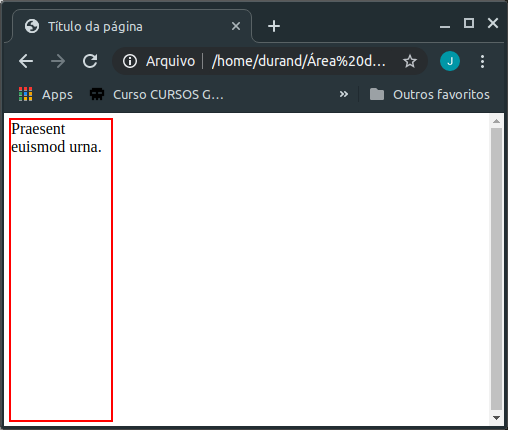 Título da página
Arquivo /home/durand/Área%20d...
J
Apps Curso CURSOS G... » Outros favoritos
Praesent
euismod urna.